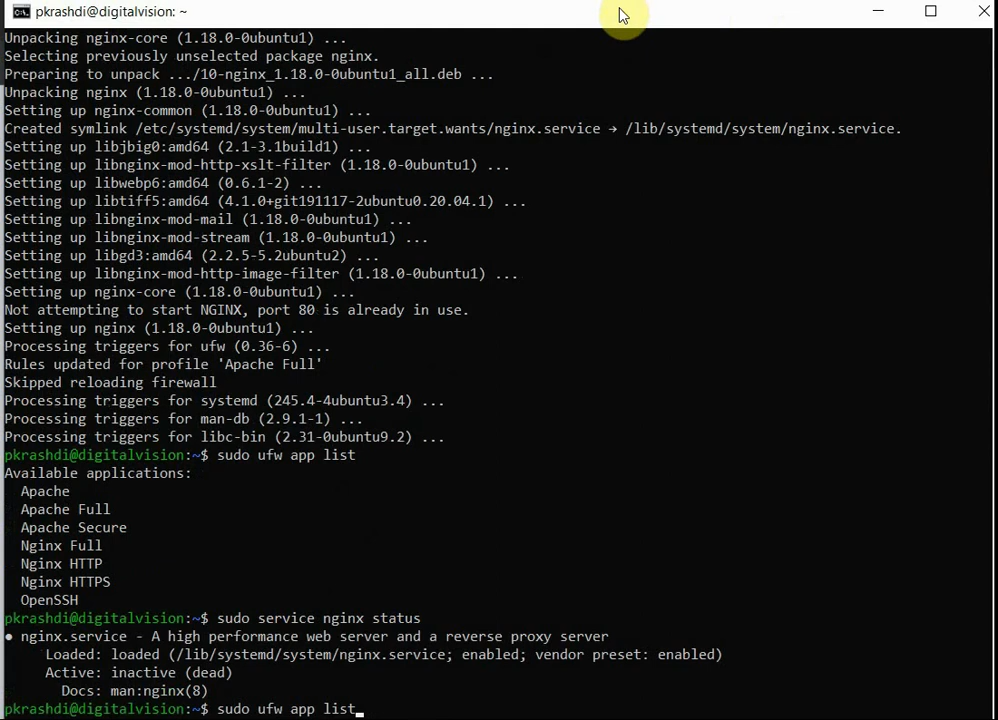 pkrashdi@digitalvision: ~
Unpacking nginx-core (1.18.0-0ubuntu1) ...
Selecting previously unselected package nginx.
Preparing to unpack .../10-nginx_1.18.0-0ubuntu1_all.deb ...
Unpacking nginx (1.18.0-0ubuntu1) ...
Setting up nginx-common (1.18.0-0ubuntu1) ...
Created symlink /etc/systemd/system/multi-user.target.wants/nginx.service → /lib/systemd/system/nginx.service.
Setting up libjbig0:amd64 (2.1-3.1build1) ...
Setting up libnginx-mod-http-xslt-filter (1.18.0-0ubuntu1) ...
Setting up libwebp6:amd64 (0.6.1-2) ...
Setting up libtiff5:amd64 (4.1.0+git191117-2ubuntu0.20.04.1) ...
Setting up libnginx-mod-mail (1.18.0-0ubuntu1) ...
Setting up libnginx-mod-stream (1.18.0-0ubuntu1) ...
Setting up libgd3:amd64 (2.2.5-5.2ubuntu2) ...
Setting up libnginx-mod-http-image-filter (1.18.0-0ubuntu1) ...
Setting up nginx-core (1.18.0-0ubuntu1) ...
Not attempting to start NGINX, port 80 is already in use.
Setting up nginx (1.18.0-0ubuntu1) ...
Processing triggers for ufw (0.36-6) ...
Rules updated for profile 'Apache Full'
Skipped reloading firewall
Processing triggers for systemd (245.4-4ubuntu3.4) ...
Processing triggers for man-db (2.9.1-1) ...
Processing triggers for libc-bin (2.31-0ubuntu9.2) ...
pkrashdi@digitalvision:~$ sudo ufw app list
Available applications:
  Apache
  Apache Full
  Apache Secure
  Nginx Full
  Nginx HTTP
  Nginx HTTPS
  OpenSSH
pkrashdi@digitalvision:~$ sudo service nginx status
● nginx.service - A high performance web server and a reverse proxy server
     Loaded: loaded (/lib/systemd/system/nginx.service; enabled; vendor preset: enabled)
     Active: inactive (dead)
       Docs: man:nginx(8)
pkrashdi@digitalvision:~$ sudo ufw app list